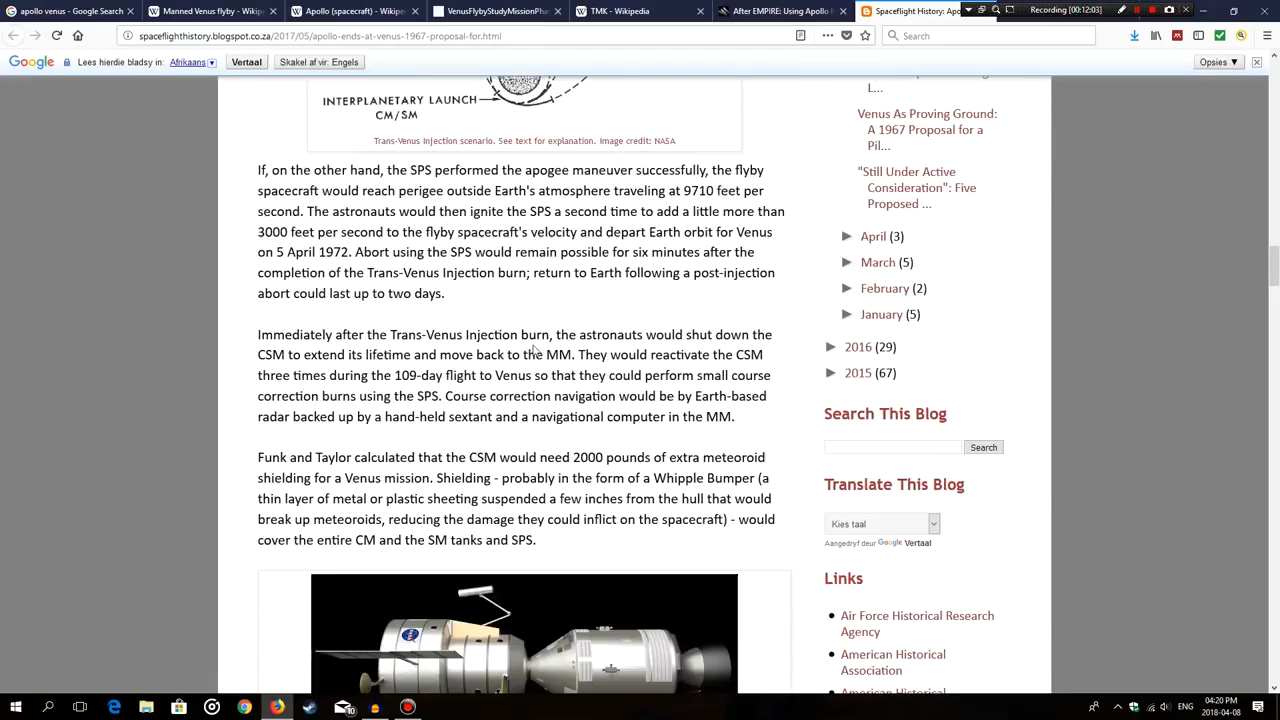 apollo venus - Google Search
Manned Venus flyby - Wikipe
Apollo (spacecraft) - Wikipe
VenusFlybyStudyMissionPha
TMK - Wikipedia
After EMPIRE: Using Apollo H
Spaceflight History: Apo
Recording [00:12:03]
spaceflighthistory.blogspot.co.za/2017/05/apollo-ends-at-venus-1967-proposal-for.html
Search
Google
Lees hierdie bladsy in:
Afrikaans
Vertaal
Skakel af vir: Engels
Opsies ▼
INTERPLANETARY LAUNCH
CM/SM
Trans-Venus Injection scenario. See text for explanation. Image credit: NASA
If, on the other hand, the SPS performed the apogee maneuver successfully, the flyby
spacecraft would reach perigee outside Earth's atmosphere traveling at 9710 feet per
second. The astronauts would then ignite the SPS a second time to add a little more than
3000 feet per second to the flyby spacecraft's velocity and depart Earth orbit for Venus
on 5 April 1972. Abort using the SPS would remain possible for six minutes after the
completion of the Trans-Venus Injection burn; return to Earth following a post-injection
abort could last up to two days.
Immediately after the Trans-Venus Injection burn, the astronauts would shut down the
CSM to extend its lifetime and move back to the MM. They would reactivate the CSM
three times during the 109-day flight to Venus so that they could perform small course
correction burns using the SPS. Course correction navigation would be by Earth-based
radar backed up by a hand-held sextant and a navigational computer in the MM.
Funk and Taylor calculated that the CSM would need 2000 pounds of extra meteoroid
shielding for a Venus mission. Shielding - probably in the form of a Whipple Bumper (a
thin layer of metal or plastic sheeting suspended a few inches from the hull that would
break up meteoroids, reducing the damage they could inflict on the spacecraft) - would
cover the entire CM and the SM tanks and SPS.
L...
Venus As Proving Ground:
A 1967 Proposal for a
Pil...
"Still Under Active
Consideration": Five
Proposed ...
► April (3)
► March (5)
► February (2)
► January (5)
► 2016 (29)
► 2015 (67)
Search This Blog
Search
Translate This Blog
Kies taal
Aangedryf deur Google Vertaal
Links
Air Force Historical Research
Agency
American Historical
Association
American Historical
ENG
04:20 PM
2018-04-08